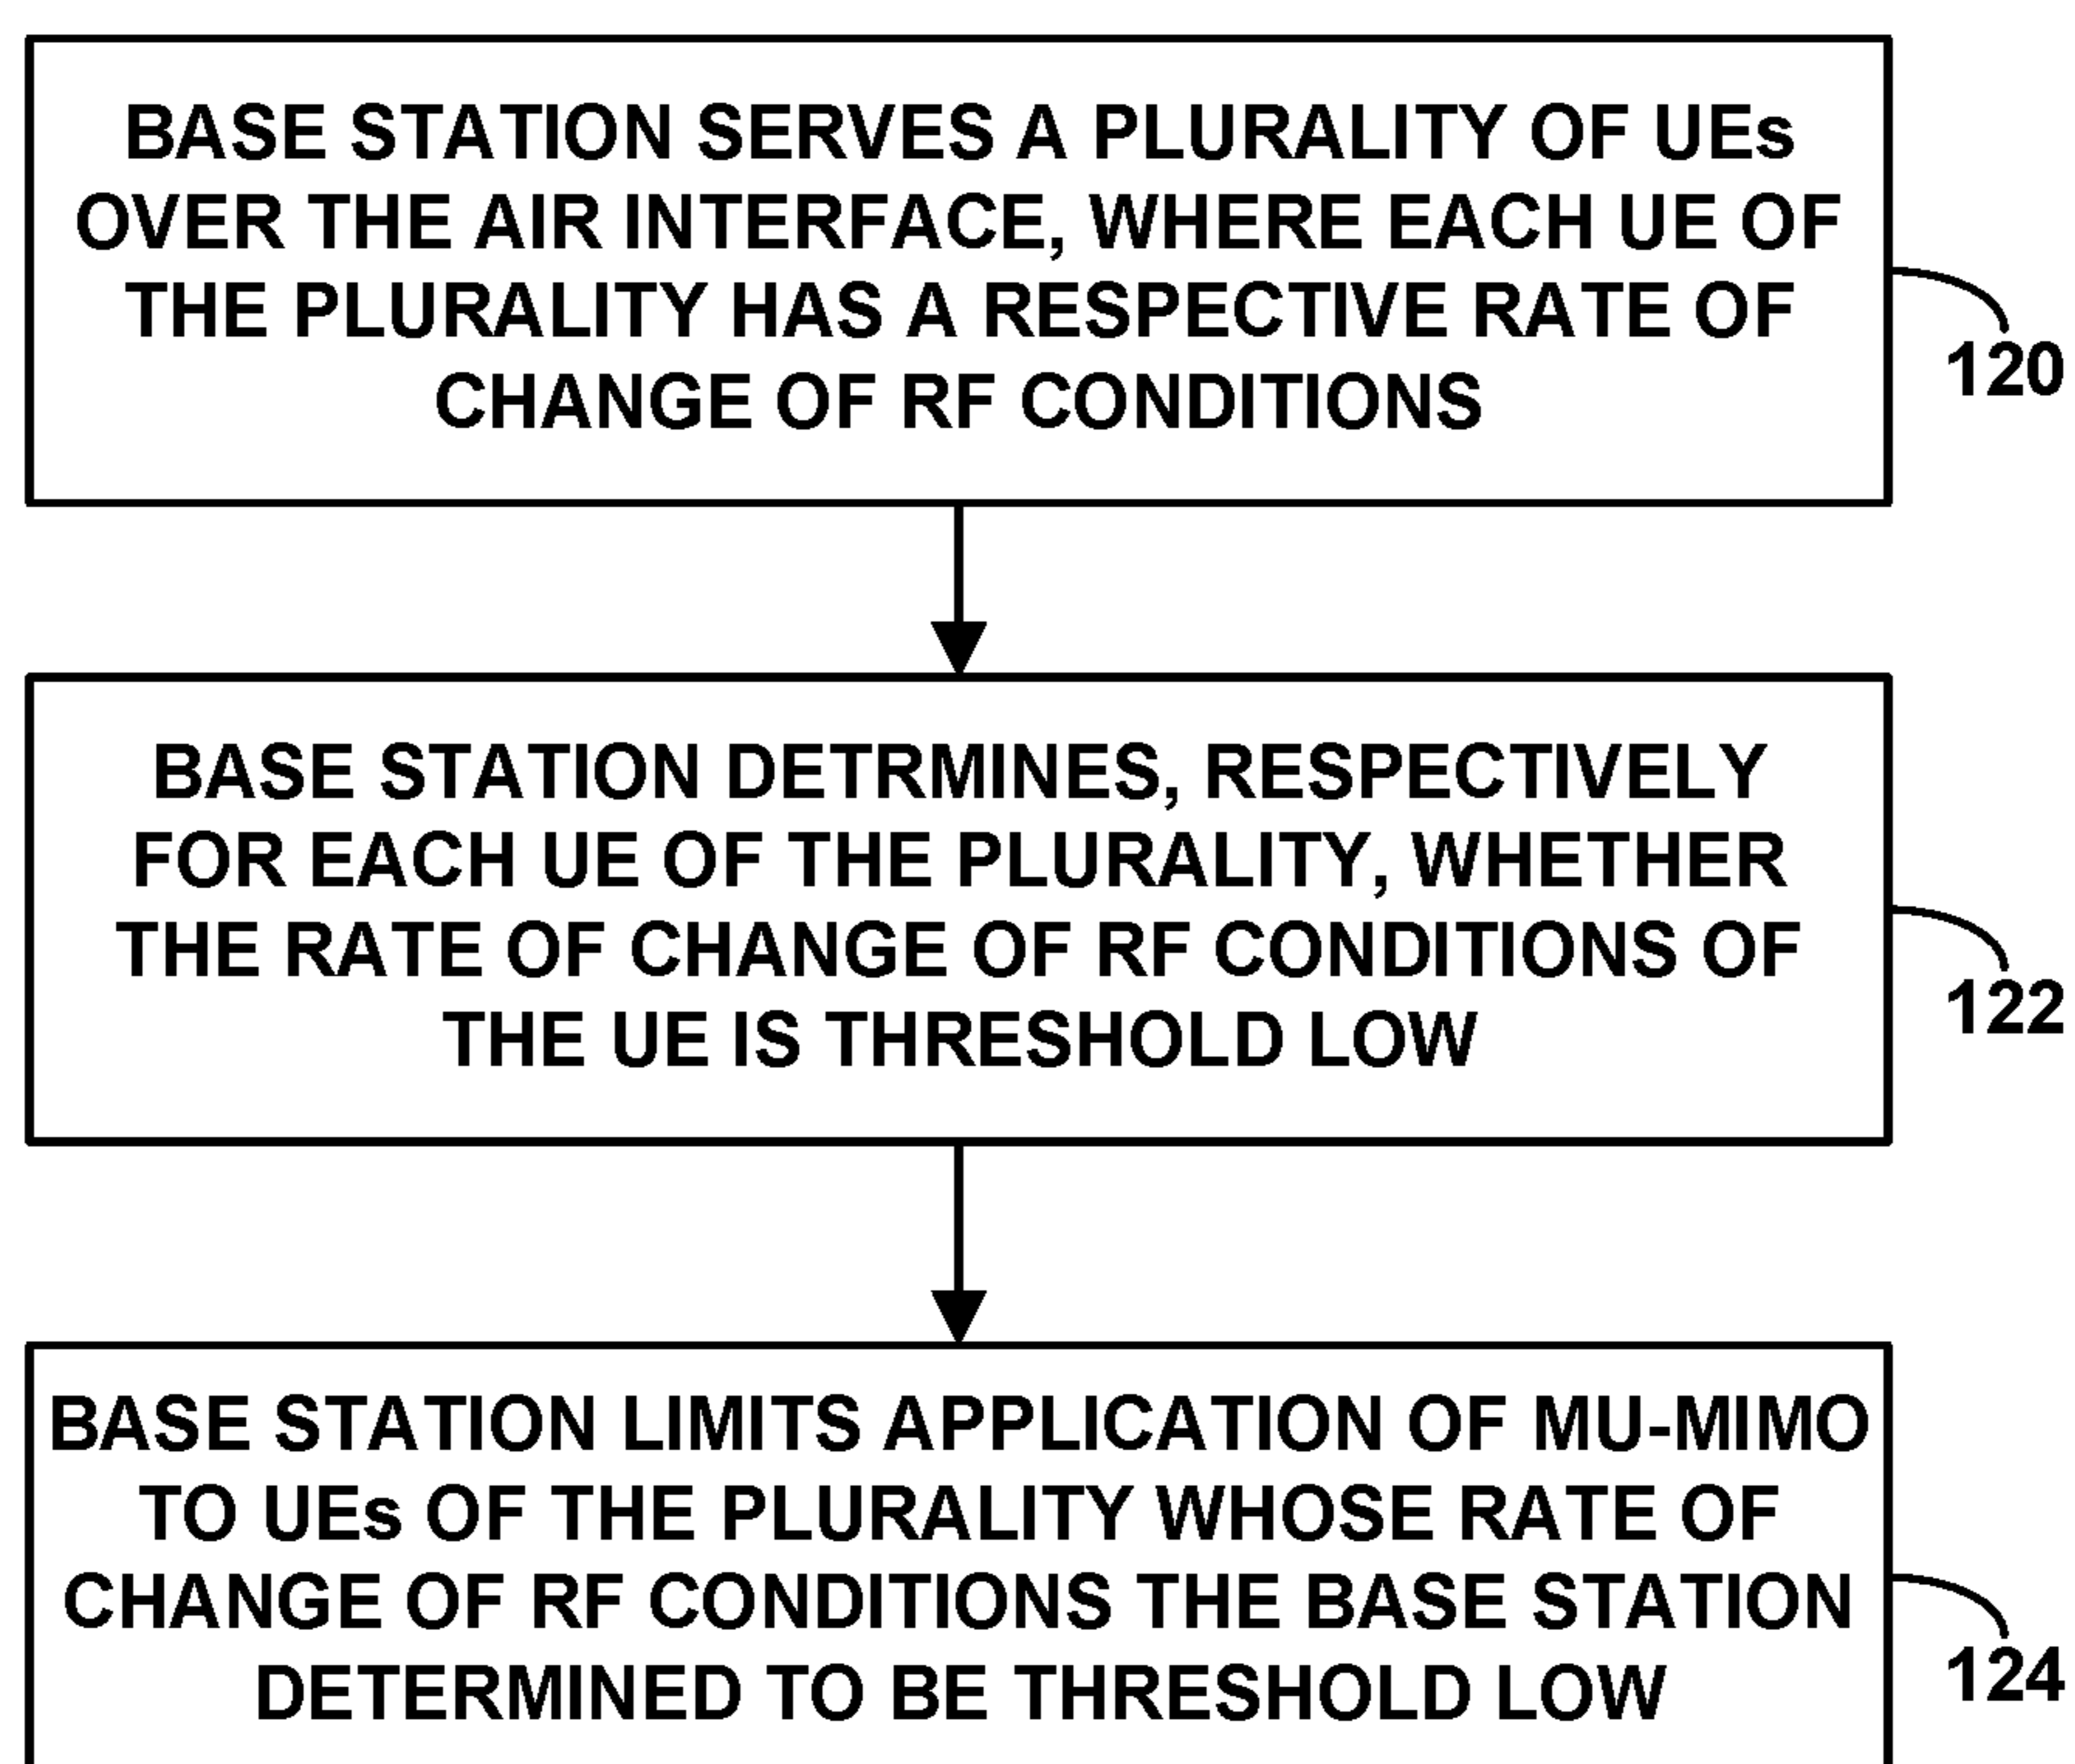 BASE STATION SERVES A PLURALITY OF UEs
OVER THE AIR INTERFACE, WHERE EACH UE OF
THE PLURALITY HAS A RESPECTIVE RATE OF
CHANGE OF RF CONDITIONS
120
BASE STATION DETRMINES, RESPECTIVELY
FOR EACH UE OF THE PLURALITY, WHETHER
THE RATE OF CHANGE OF RF CONDITIONS OF
THE UE IS THRESHOLD LOW
122
BASE STATION LIMITS APPLICATION OF MU-MIMO
TO UEs OF THE PLURALITY WHOSE RATE OF
CHANGE OF RF CONDITIONS THE BASE STATION
DETERMINED TO BE THRESHOLD LOW
124